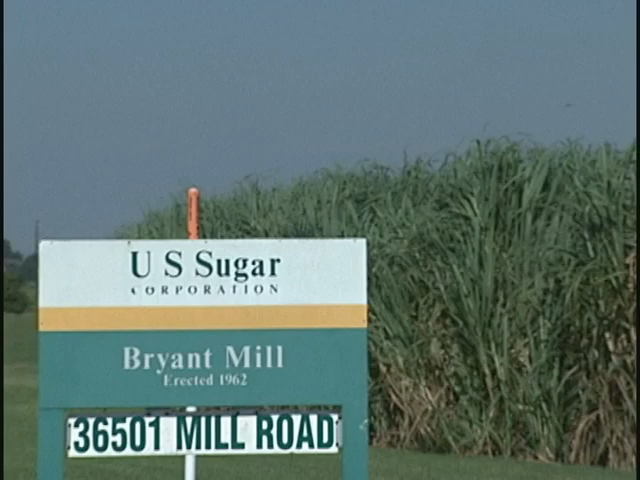 U S Sugar
CORPORATION
Bryant Mill
Erected 1962
36501 MILL ROAD